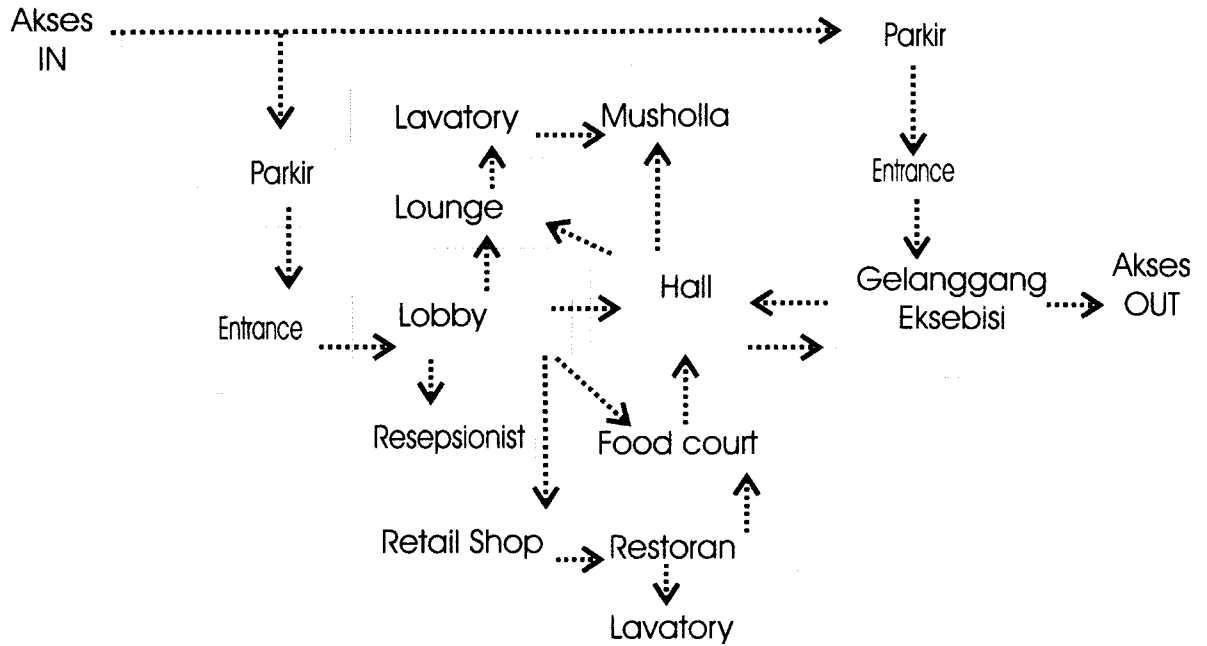 Akses
IN
Parkir
Lavatory
Musholla
Parkir
Entrance
Lounge
Hall
Gelanggang
Eksebisi
Akses
OUT
Entrance
Lobby
Resepsionist
Food court
Retail Shop
Restoran
Lavatory